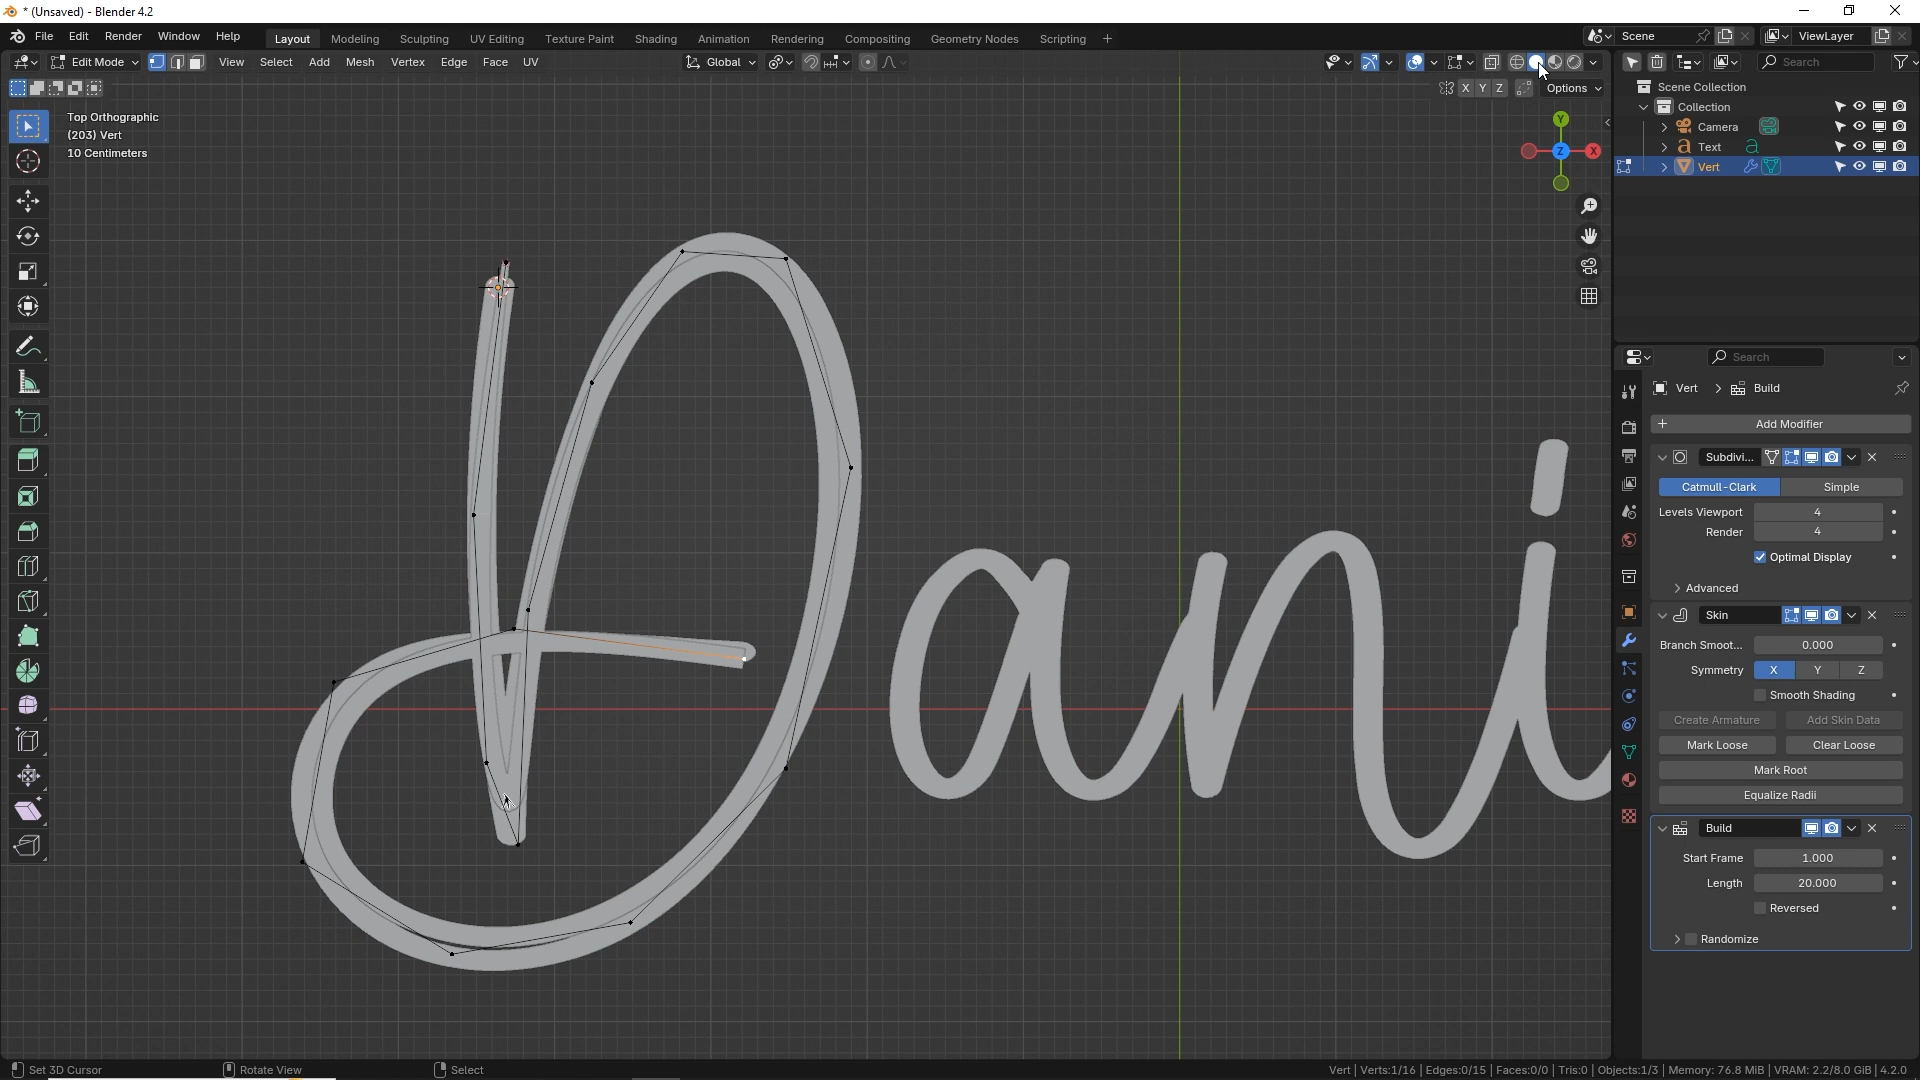 * (Unsaved) - Blender 4.2
File Edit Render Window Help Layout Modeling Sculpting UV Editing Texture Paint Shading Animation Rendering Compositing Geometry Nodes Scripting + Scene ViewLayer
Edit Mode View Select Add Mesh Vertex Edge Face UV Global Search
X Y Z Options
Scene Collection
Collection
Camera
Text
Vert
Top Orthographic
(203) Vert
10 Centimeters
Y
Z X
Dani
Search
Vert > Build
+ Add Modifier
Subdivi...
Catmull-Clark Simple
Levels Viewport 4
Render 4
Optimal Display
Advanced
Skin
Branch Smoot... 0.000
Symmetry X Y Z
Smooth Shading
Create Armature Add Skin Data
Mark Loose Clear Loose
Mark Root
Equalize Radii
Build
Start Frame 1.000
Length 20.000
Reversed
Randomize
Set 3D Cursor Rotate View Select Vert | Verts:1/16 | Edges:0/15 | Faces:0/0 | Tris:0 | Objects:1/3 | Memory: 76.8 MiB | VRAM: 2.2/8.0 GiB | 4.2.0